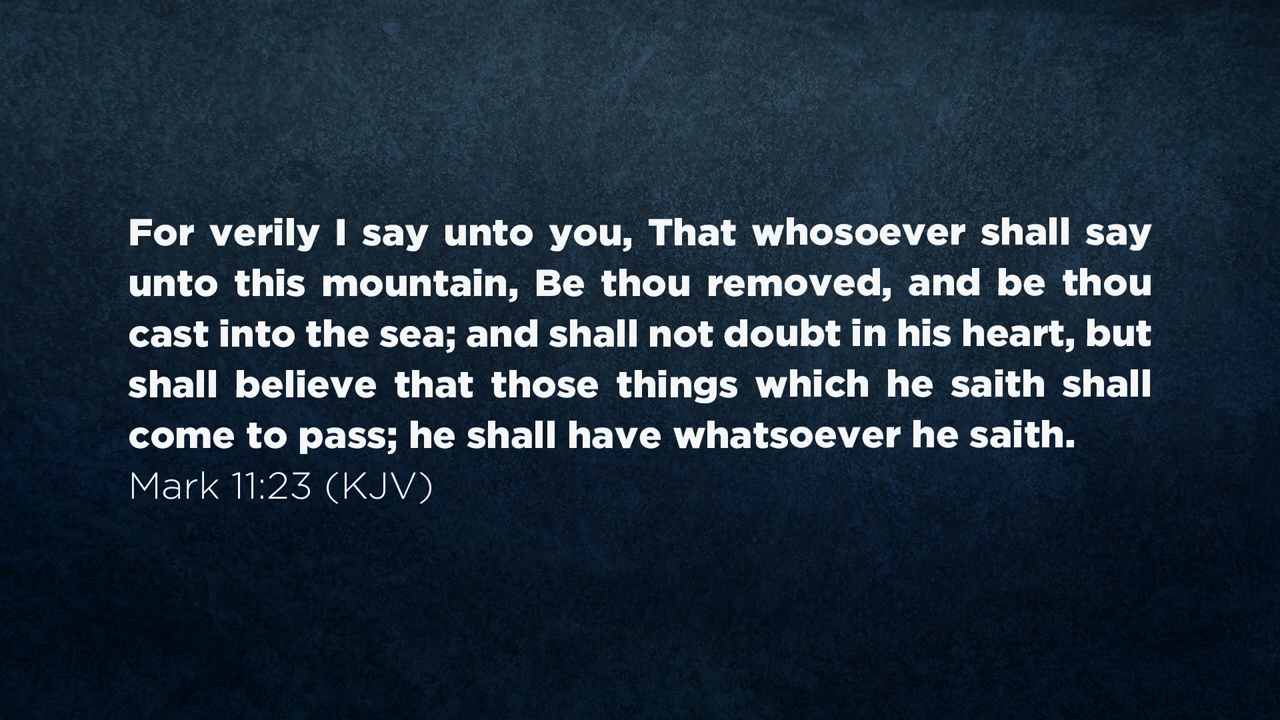 For verily I say unto you, That whosoever shall say
unto this mountain, Be thou removed, and be thou
cast into the sea; and shall not doubt in his heart, but
shall believe that those things which he saith shall
come to pass; he shall have whatsoever he saith.
Mark 11:23 (KJV)